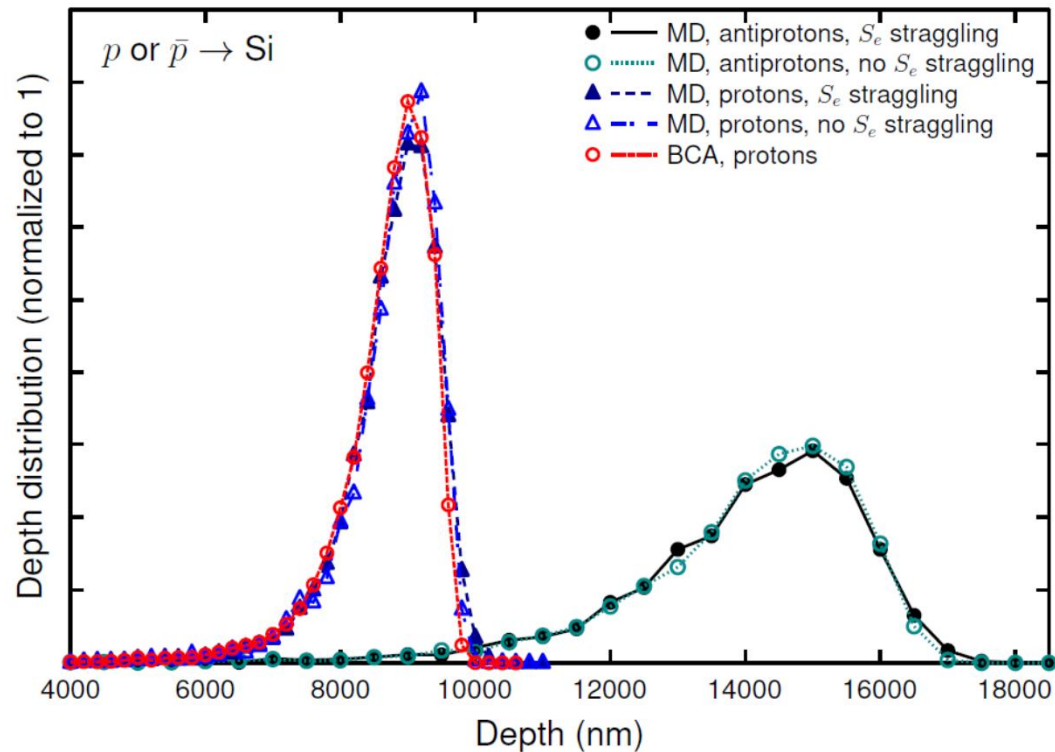 p or p̄ → Si
MD, antiprotons, Sₑ straggling
MD, antiprotons, no Sₑ straggling
MD, protons, Sₑ straggling
MD, protons, no Sₑ straggling
BCA, protons
Depth distribution (normalized to 1)
4000 6000 8000 10000 12000 14000 16000 18000
Depth (nm)